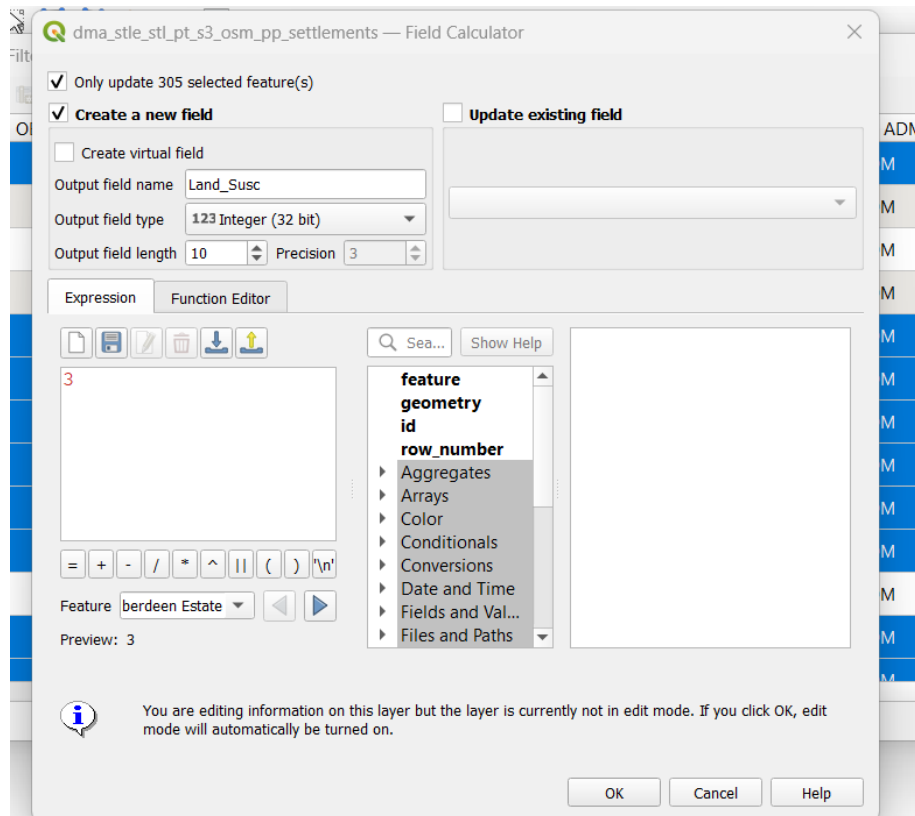 dma_stle_stl_pt_s3_osm_pp_settlements — Field Calculator
Filt
Only update 305 selected feature(s)
Create a new field
Update existing field
ADM
Create virtual field
Output field name Land_Susc
Output field type 123 Integer (32 bit)
Output field length 10 Precision 3
Expression Function Editor
Sea... Show Help
3
feature
geometry
id
row_number
Aggregates
Arrays
Color
Conditionals
Conversions
Date and Time
Fields and Val...
Files and Paths
= + - / * ^ || ( ) '\n'
Feature berdeen Estate
Preview: 3
You are editing information on this layer but the layer is currently not in edit mode. If you click OK, edit
mode will automatically be turned on.
OK Cancel Help